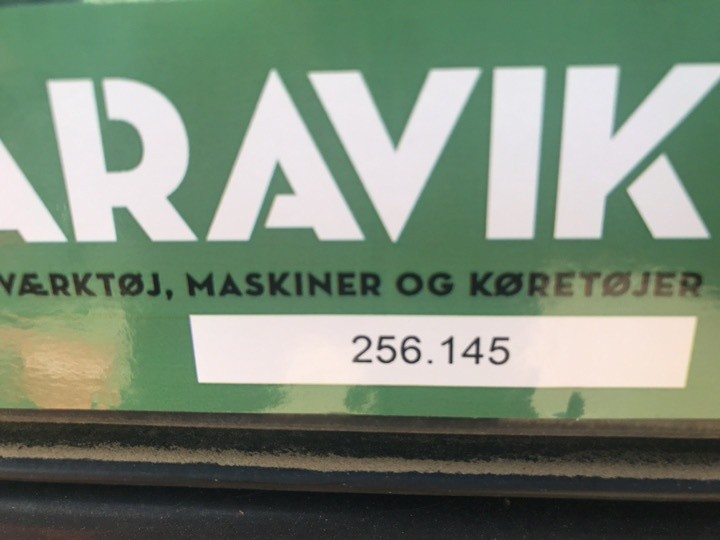 ARAVIK
VÆRKTØJ, MASKINER OG KØRETØJER
256.145